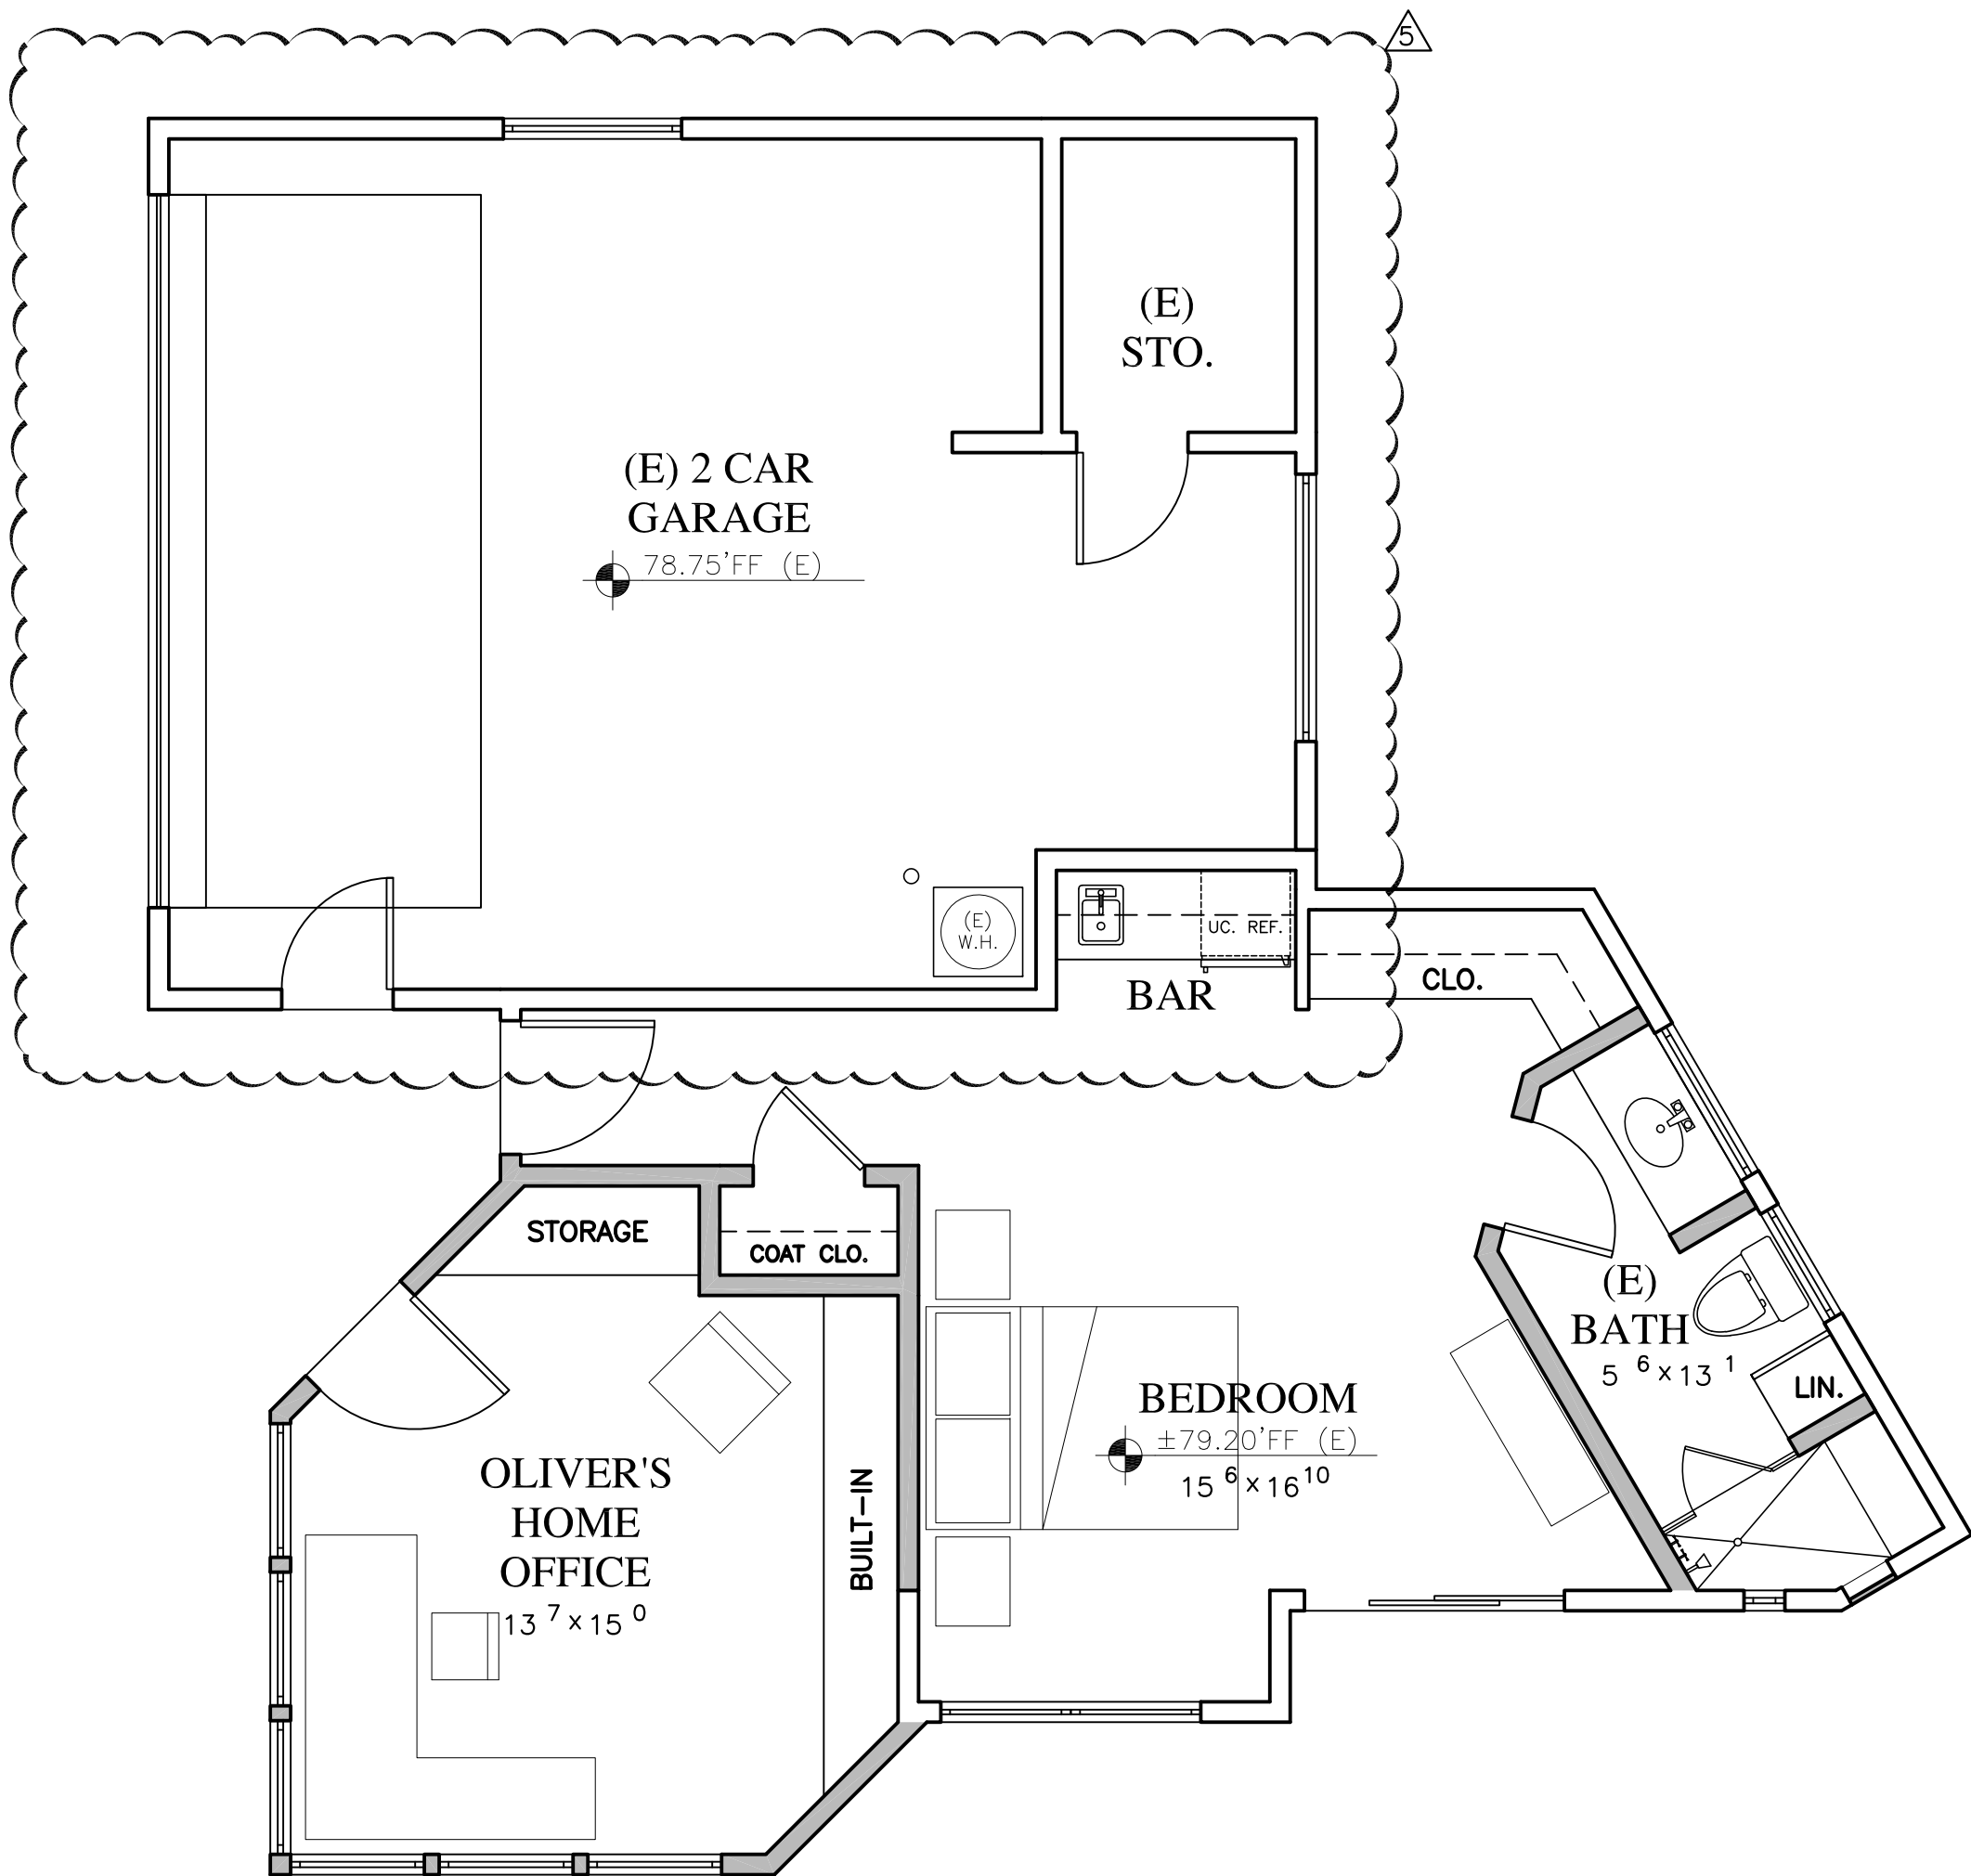 5
(E)
STO.
(E) 2 CAR
GARAGE
78.75'FF (E)
(E)
W.H.
UC. REF.
BAR
CLO.
STORAGE
COAT CLO.
(E)
BATH
5 6 x 13 1
LIN.
BEDROOM
±79.20'FF (E)
15 6 x 16 10
OLIVER'S
HOME
OFFICE
13 7 x 15 0
BUILT-IN